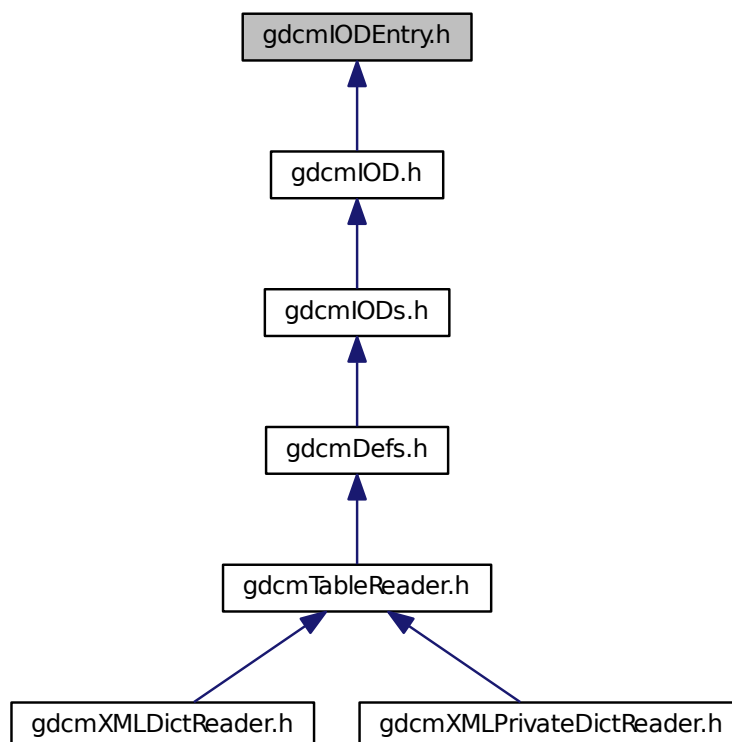 gdcmIODEntry.h
gdcmIOD.h
gdcmIODs.h
gdcmDefs.h
gdcmTableReader.h
gdcmXMLDictReader.h
gdcmXMLPrivateDictReader.h